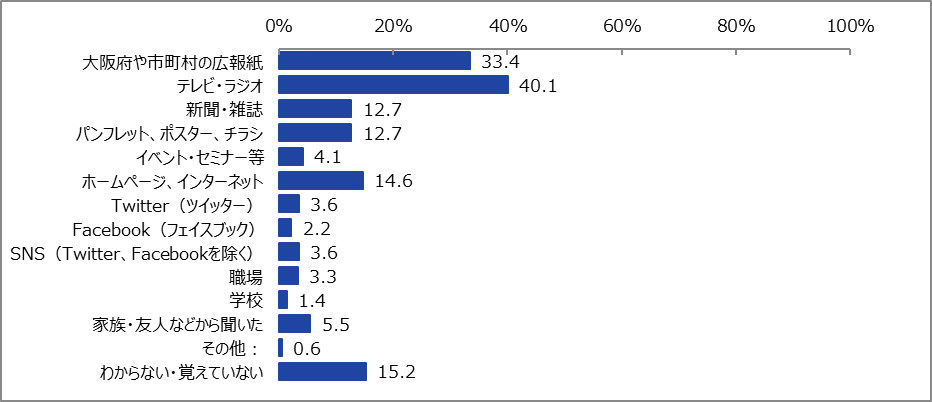 0% 20% 40% 60% 80% 100%
大阪府や市町村の広報紙 33.4
テレビ・ラジオ 40.1
新聞・雑誌 12.7
パンフレット、ポスター、チラシ 12.7
イベント・セミナー等 4.1
ホームページ、インターネット 14.6
Twitter（ツイッター） 3.6
Facebook（フェイスブック） 2.2
SNS（Twitter、Facebookを除く） 3.6
職場 3.3
学校 1.4
家族・友人などから聞いた 5.5
その他： 0.6
わからない・覚えていない 15.2